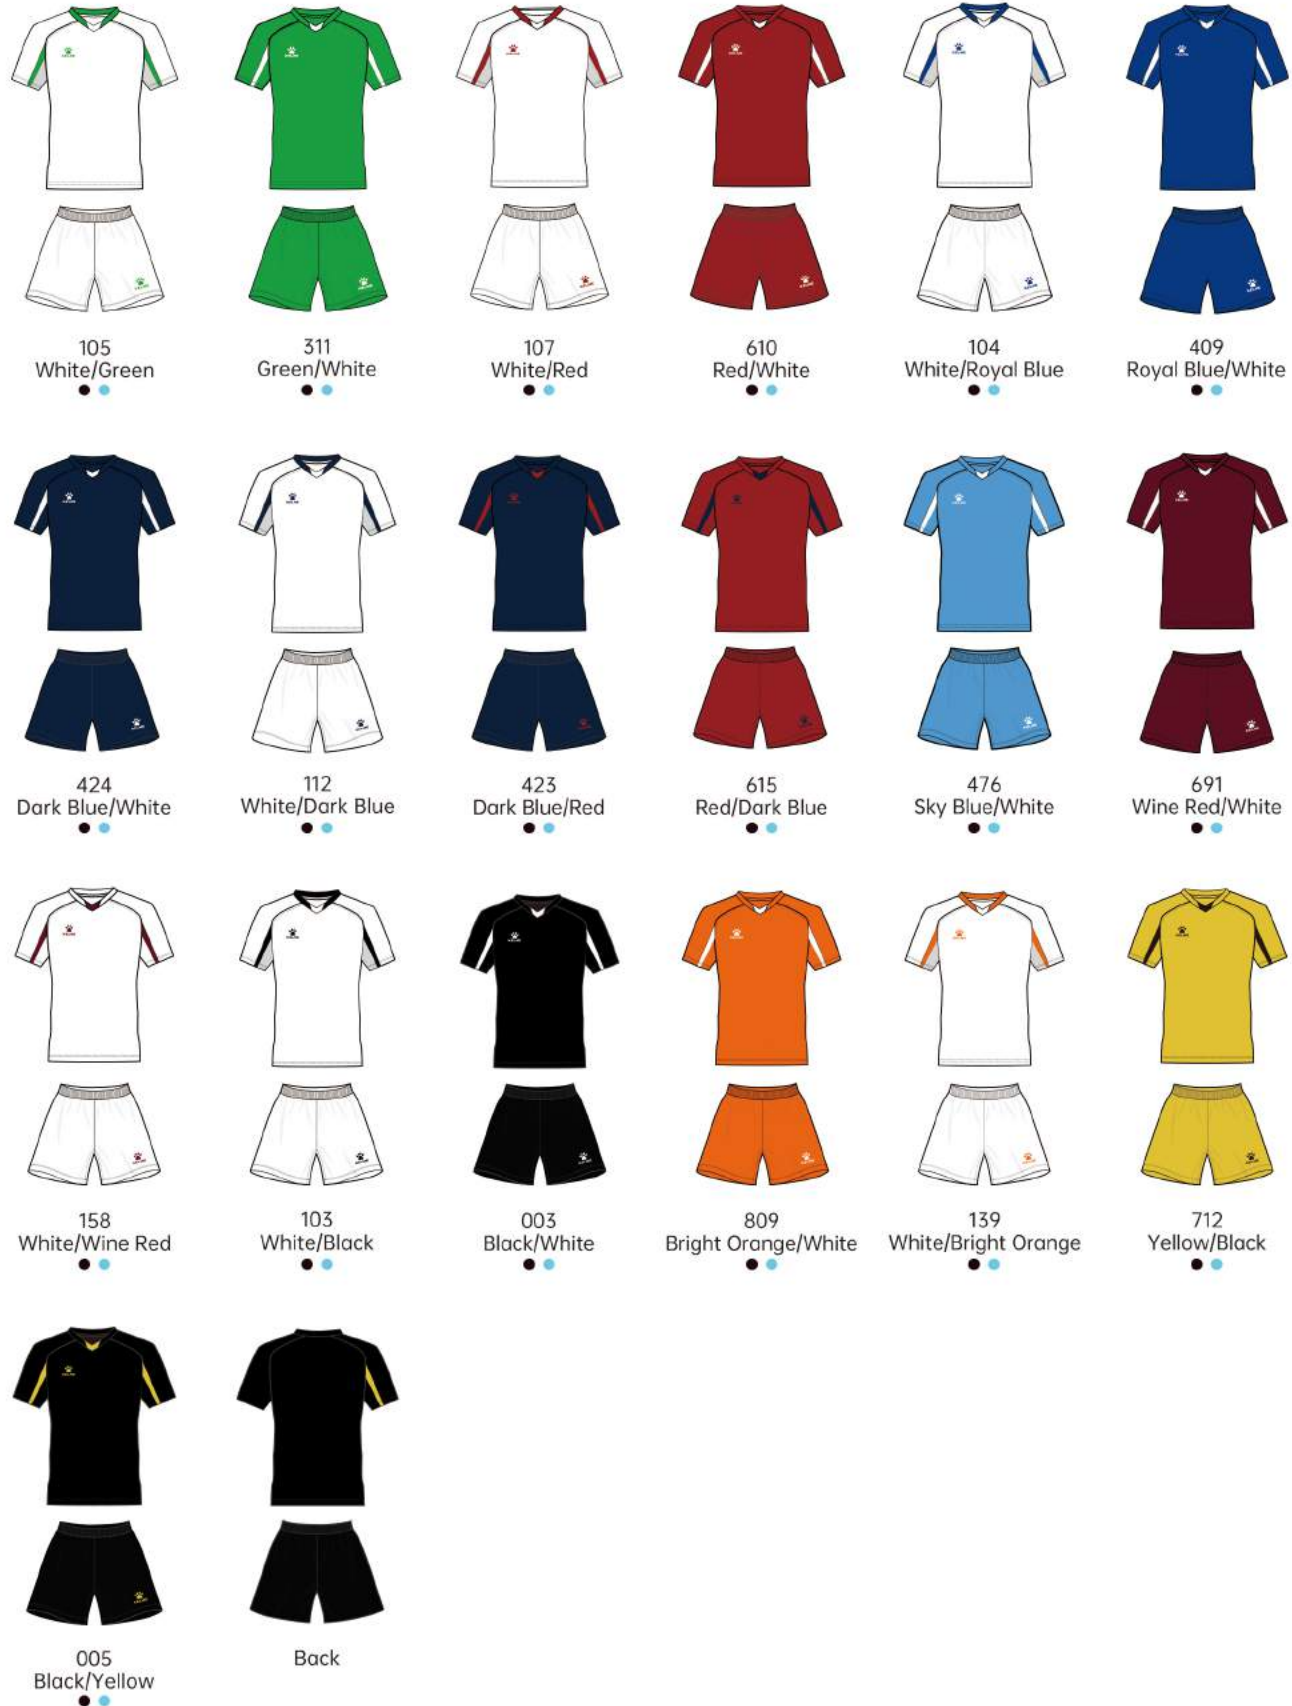 105
White/Green
311
Green/White
107
White/Red
610
Red/White
104
White/Royal Blue
409
Royal Blue/White
424
Dark Blue/White
112
White/Dark Blue
423
Dark Blue/Red
615
Red/Dark Blue
476
Sky Blue/White
691
Wine Red/White
158
White/Wine Red
103
White/Black
003
Black/White
809
Bright Orange/White
139
White/Bright Orange
712
Yellow/Black
005
Black/Yellow
Back